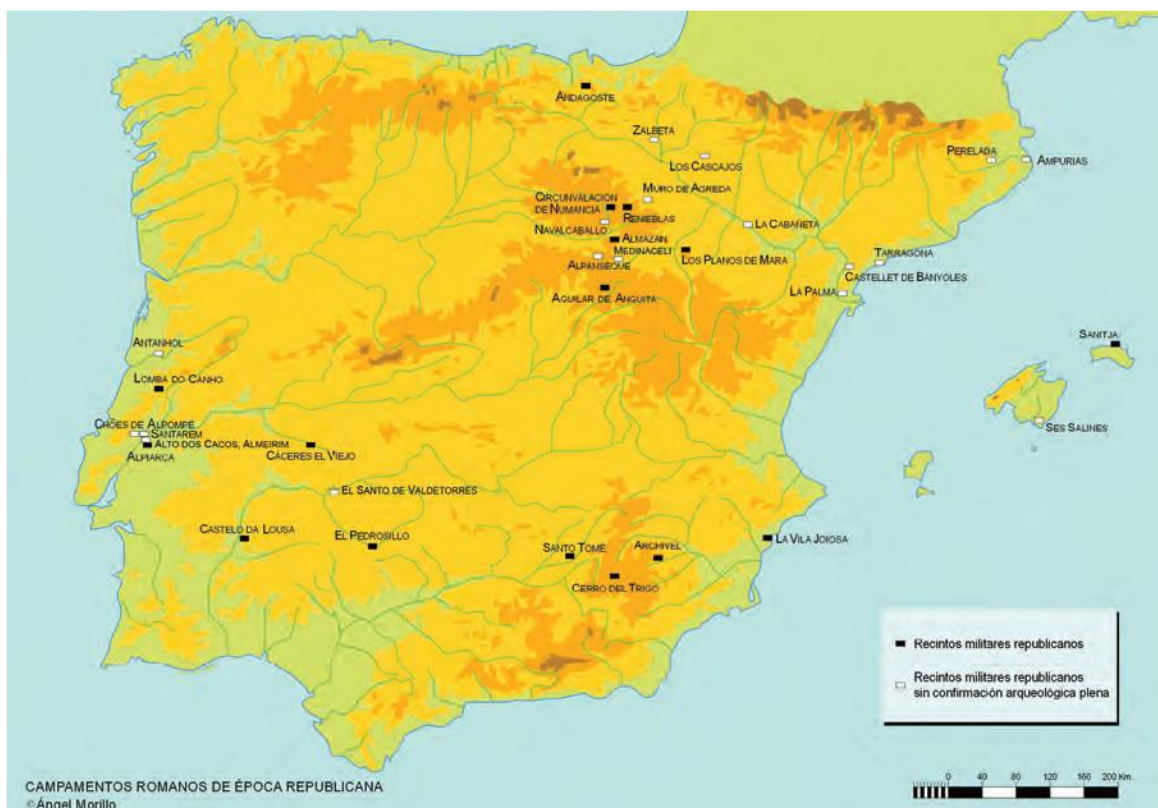 ANDAGOSTE
ZALBETA
LOS CASCAJOS
PERELADA
AMPURIAS
MURO DE AGREDA
CIRCUNVALACIÓN
DE NUMANCIA
RENIEBLAS
NAVALCABALLO
LA CABAÑETA
ALMAZÁN
MEDINACELI
LOS PLANOS DE MARA
TARRAGONA
ALPANSEQUE
CASTELLET DE BANYOLES
AGUILAR DE ANGUITA
LA PALMA
SANITJA
ANTANHOL
LOMBA DO CANHO
SES SALINES
CHÕES DE ALPOMPÉ
SANTAREM
ALTO DOS CACOS, ALMEIRIM
ALPIARCA
CÁCERES EL VIEJO
EL SANTO DE VALDETORRES
CASTELO DA LOUSA
EL PEDROSILLO
SANTO TOMÉ
ARCHIVEL
LA VILA JOIOSA
CERRO DEL TRIGO
Recintos militares republicanos
Recintos militares republicanos
sin confirmación arqueológica plena
CAMPAMENTOS ROMANOS DE ÉPOCA REPUBLICANA
© Ángel Morillo
0 40 80 120 160 200 Km.